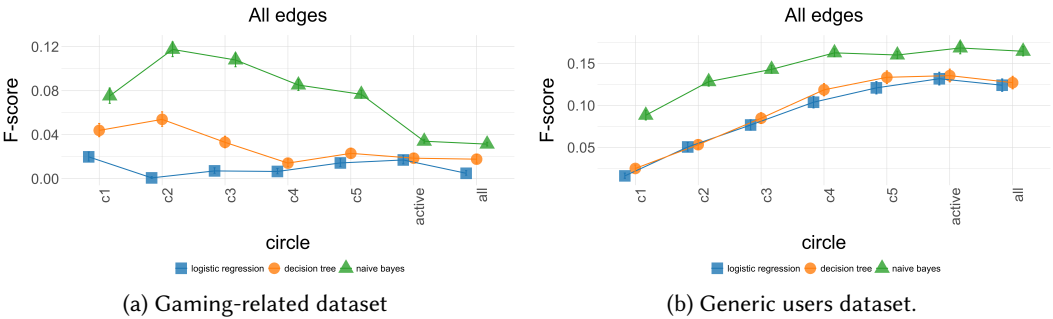 All edges
F-score
0.12
0.08
0.04
0.00
c1
c2
c3
c4
c5
active
all
circle
logistic regression decision tree naive bayes
(a) Gaming-related dataset
All edges
F-score
0.15
0.10
0.05
c1
c2
c3
c4
c5
active
all
circle
logistic regression decision tree naive bayes
(b) Generic users dataset.